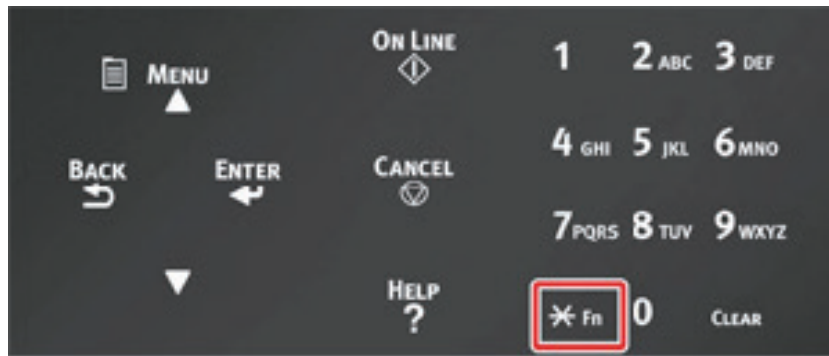 MENU
BACK
ENTER
ON LINE
CANCEL
HELP
?
1 2 ABC 3 DEF
4 GHI 5 JKL 6 MNO
7 PQRS 8 TUV 9 WXYZ
* Fn 0 CLEAR